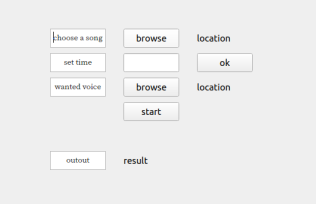 choose a song browse location
set time ok
wanted voice browse location
start
outout result